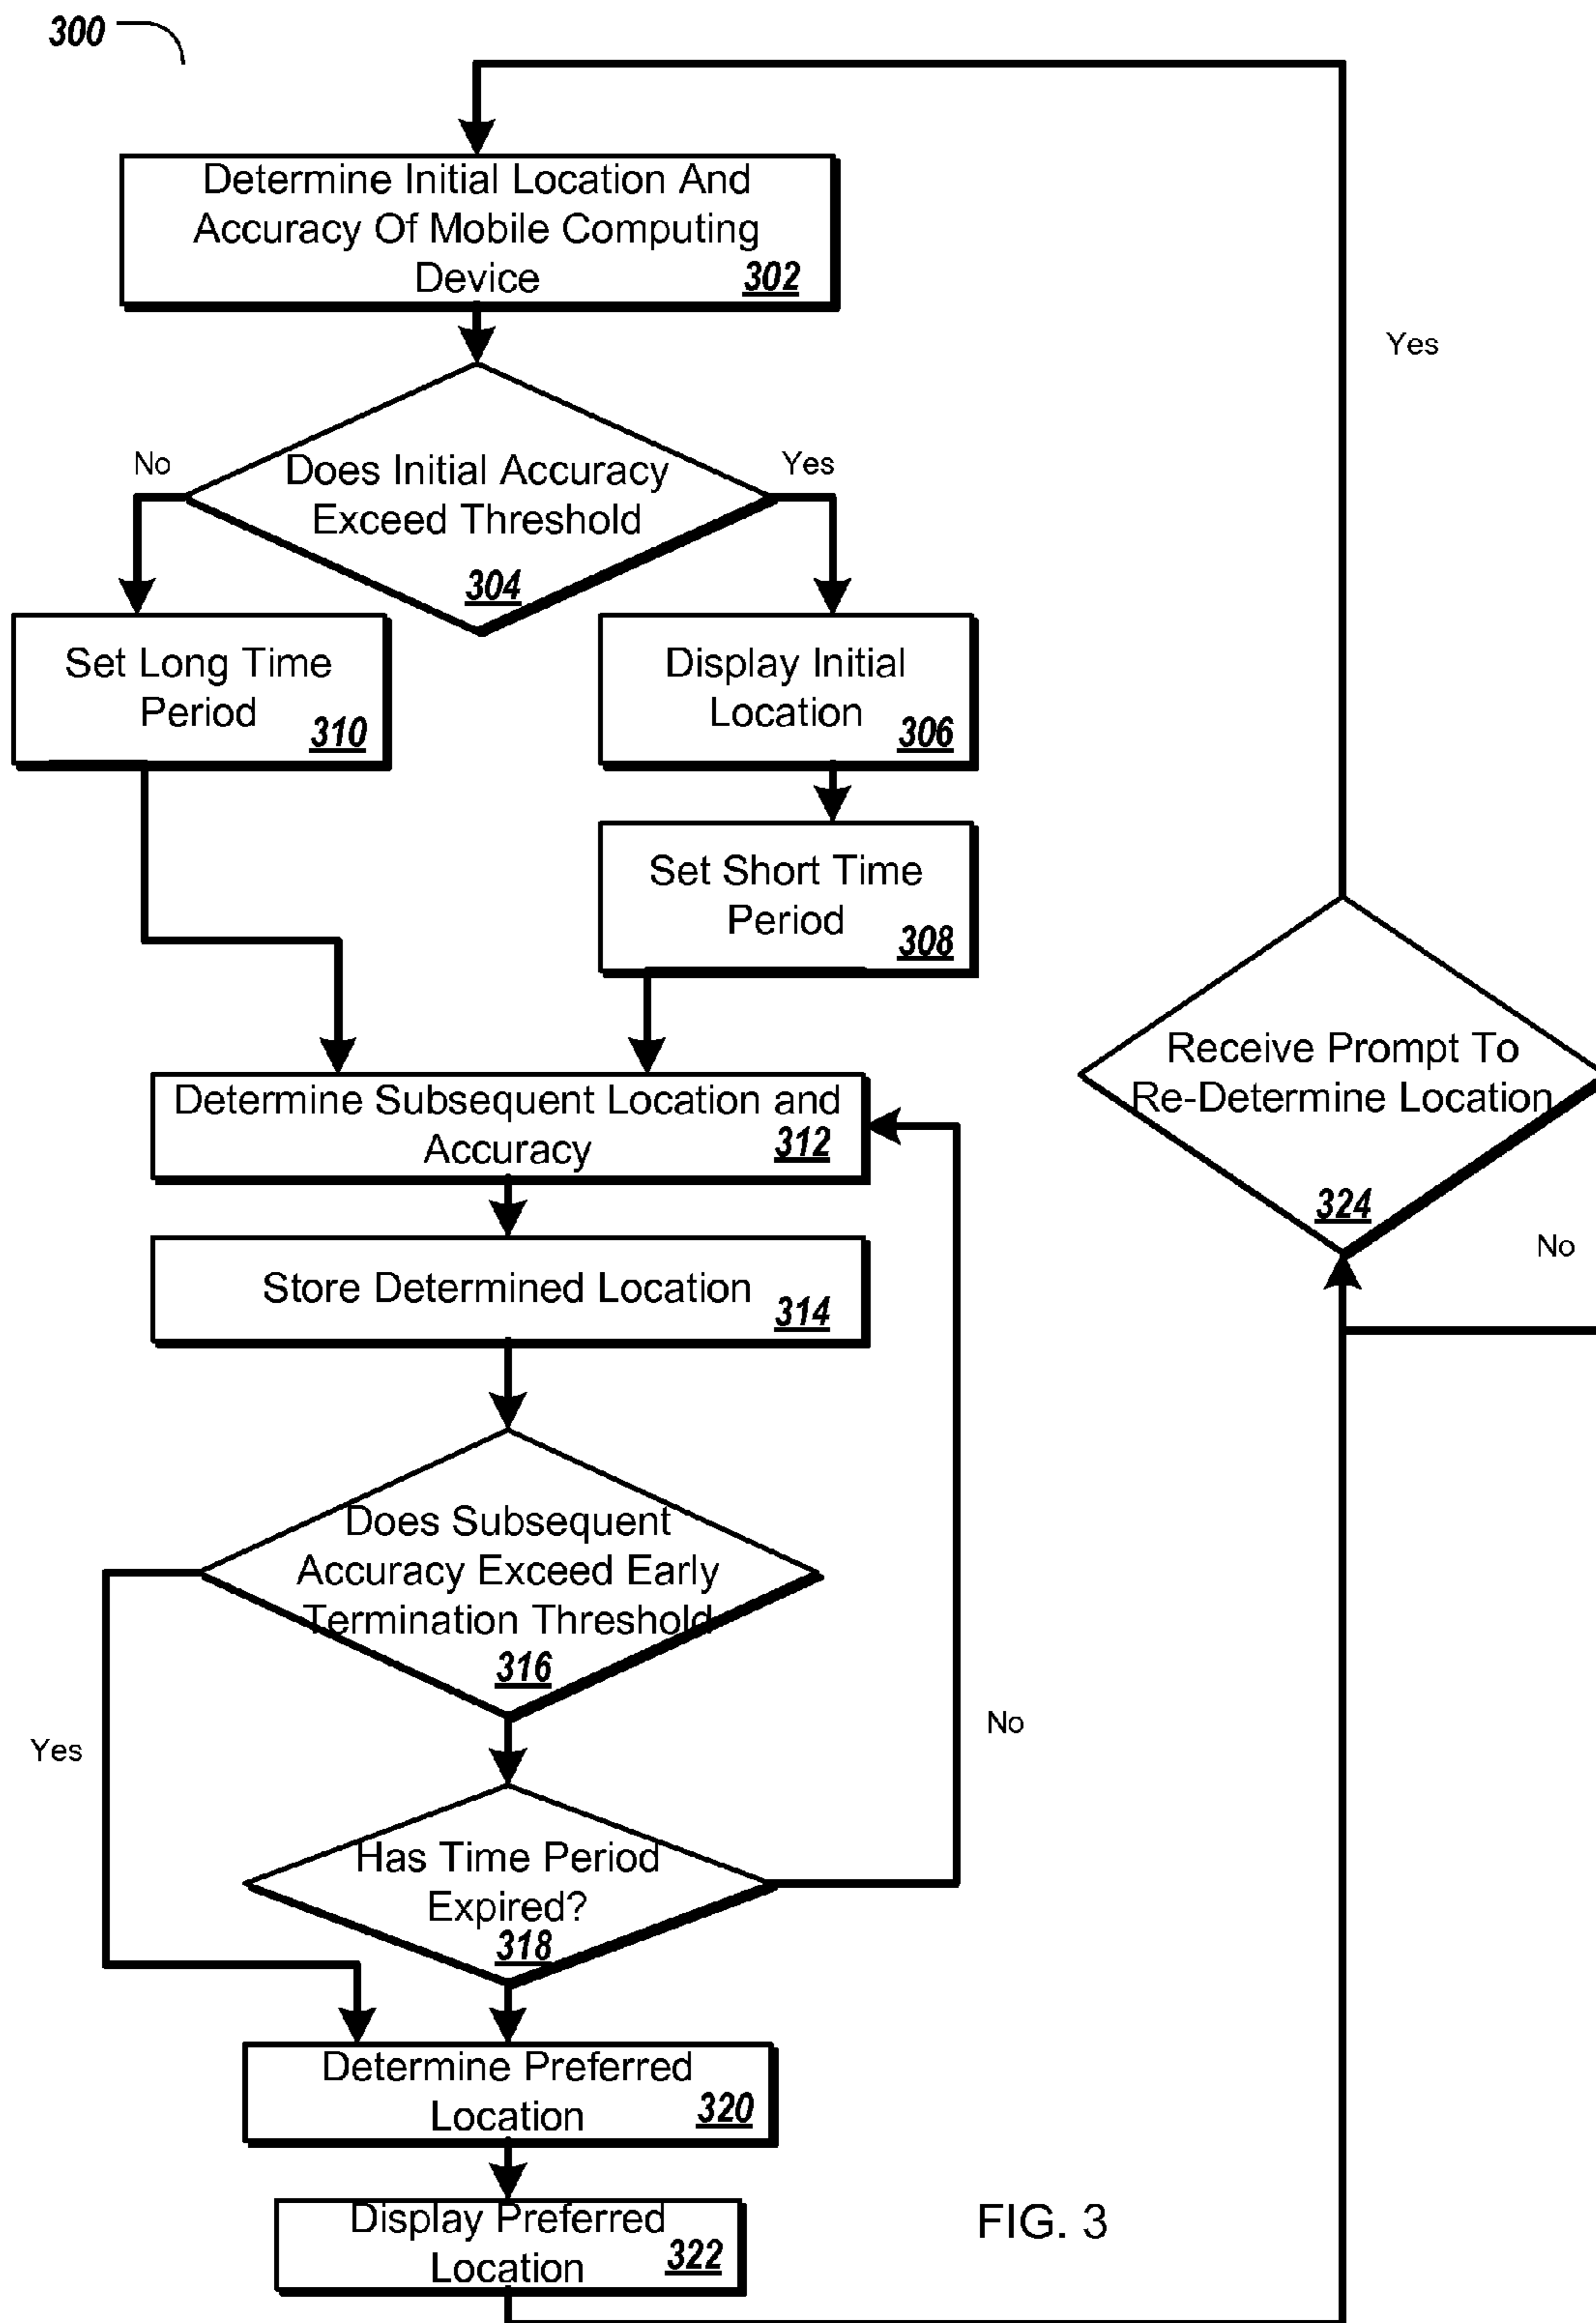 300
Determine Initial Location And
Accuracy Of Mobile Computing
Device 302
Yes
No
Does Initial Accuracy
Exceed Threshold
304
Yes
Set Long Time
Period 310
Display Initial
Location 306
Set Short Time
Period 308
Receive Prompt To
Re-Determine Location
324
No
Determine Subsequent Location and
Accuracy 312
Store Determined Location 314
Does Subsequent
Accuracy Exceed Early
Termination Threshold
316
Yes
No
Has Time Period
Expired?
318
Determine Preferred
Location 320
Display Preferred
Location 322
FIG. 3